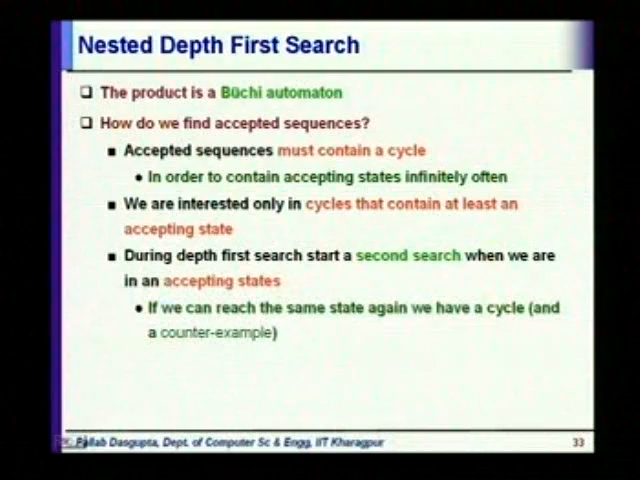 Nested Depth First Search
❑ The product is a Büchi automaton
❑ How do we find accepted sequences?
■ Accepted sequences must contain a cycle
● In order to contain accepting states infinitely often
■ We are interested only in cycles that contain at least an
accepting state
■ During depth first search start a second search when we are
in an accepting states
● If we can reach the same state again we have a cycle (and
a counter-example)
Pallab Dasgupta, Dept. of Computer Sc & Engg, IIT Kharagpur
33